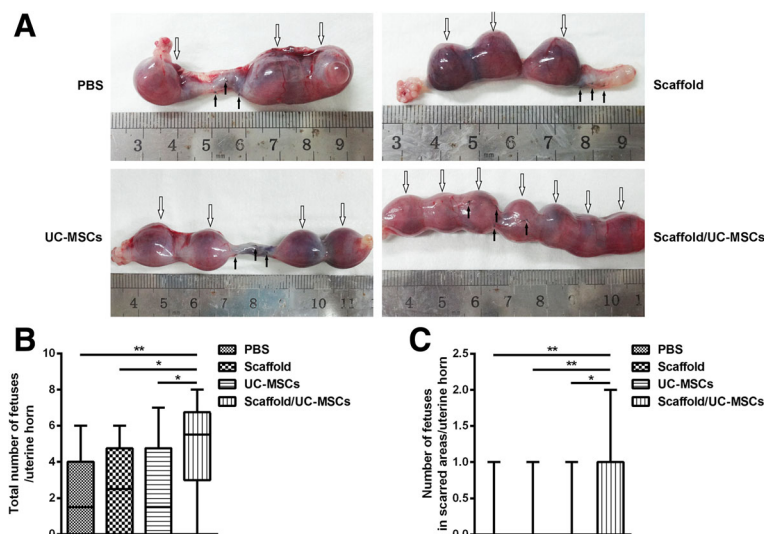 A
PBS
3 4 5 6 7 8 9
mm
Scaffold
3 4 5 6 7 8 9
mm
UC-MSCs
4 5 6 7 8 10 11
Scaffold/UC-MSCs
4 5 6 7 8 10
B
Total number of fetuses
/uterine horn
10
8
6
4
2
0
**
*
*
PBS
Scaffold
UC-MSCs
Scaffold/UC-MSCs
C
Number of fetuses
in scarred areas/uterine horn
2.5
2.0
1.5
1.0
0.5
0.0
**
**
*
PBS
Scaffold
UC-MSCs
Scaffold/UC-MSCs